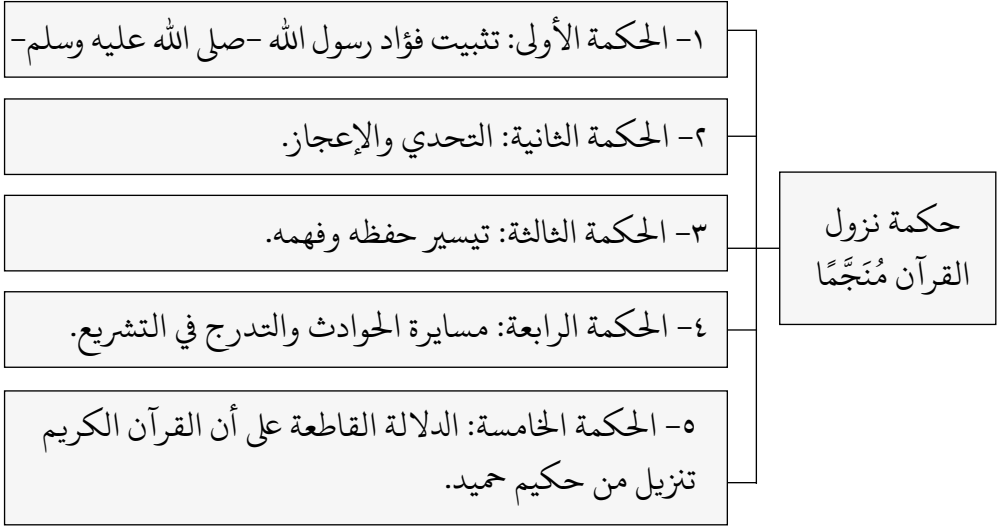 حكمة نزول
القرآن مُنَجَّمًا
١- الحكمة الأولى: تثبيت فؤاد رسول الله -صلى الله عليه وسلم-
٢- الحكمة الثانية: التحدي والإعجاز.
٣- الحكمة الثالثة: تيسير حفظه وفهمه.
٤- الحكمة الرابعة: مسايرة الحوادث والتدرج في التشريع.
٥- الحكمة الخامسة: الدلالة القاطعة على أن القرآن الكريم
تنزيل من حكيم حميد.